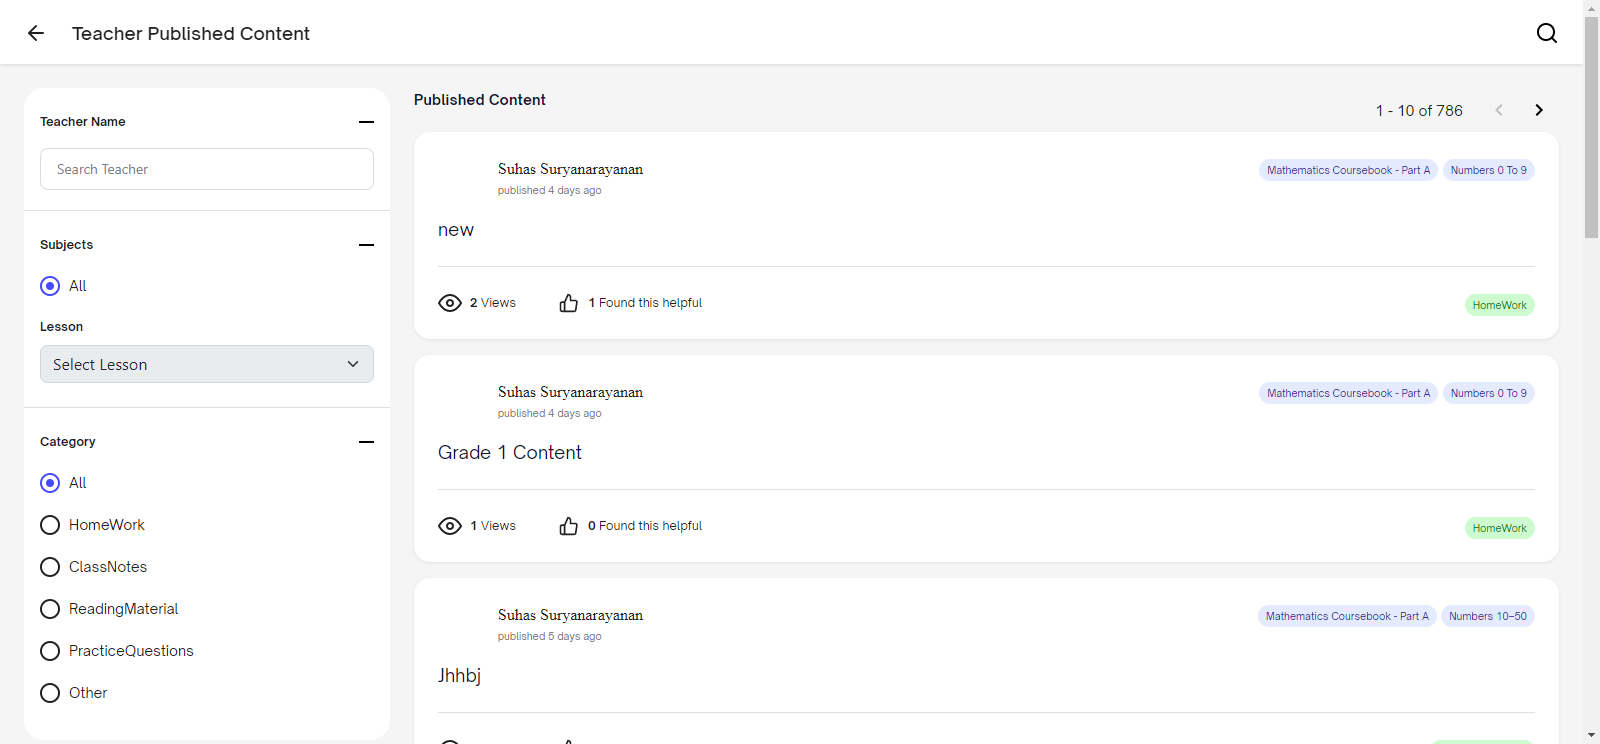 Teacher Published Content
Teacher Name
Search Teacher
Subjects
All
Lesson
Select Lesson
Category
All
HomeWork
ClassNotes
ReadingMaterial
PracticeQuestions
Other
Published Content
1 - 10 of 786
Suhas Suryanarayanan
published 4 days ago
Mathematics Coursebook - Part A
Numbers 0 To 9
new
2 Views
1 Found this helpful
HomeWork
Suhas Suryanarayanan
published 4 days ago
Mathematics Coursebook - Part A
Numbers 0 To 9
Grade 1 Content
1 Views
0 Found this helpful
HomeWork
Suhas Suryanarayanan
published 5 days ago
Mathematics Coursebook - Part A
Numbers 10–50
Jhhbj